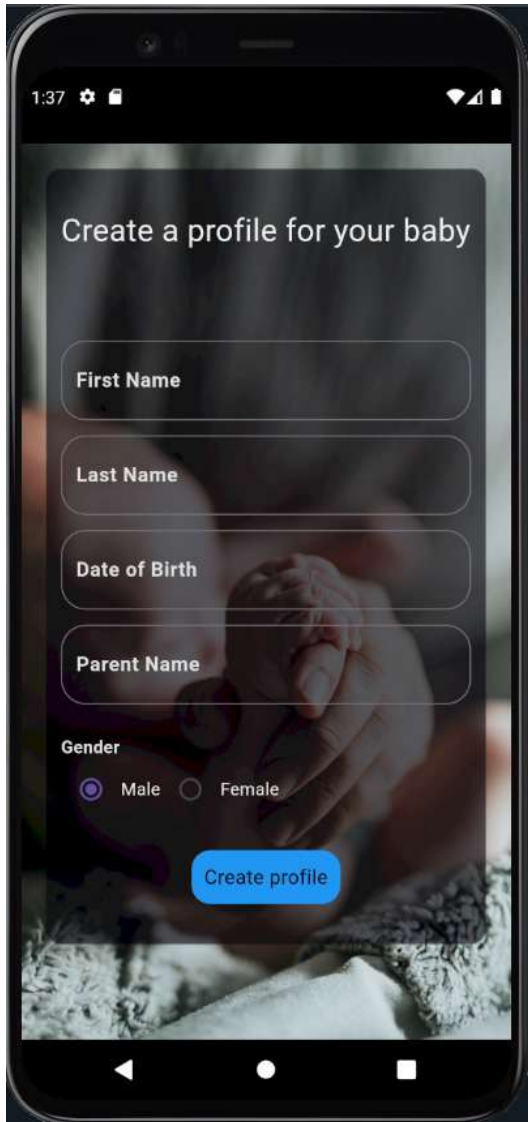 1:37
Create a profile for your baby
First Name
Last Name
Date of Birth
Parent Name
Gender
Male Female
Create profile